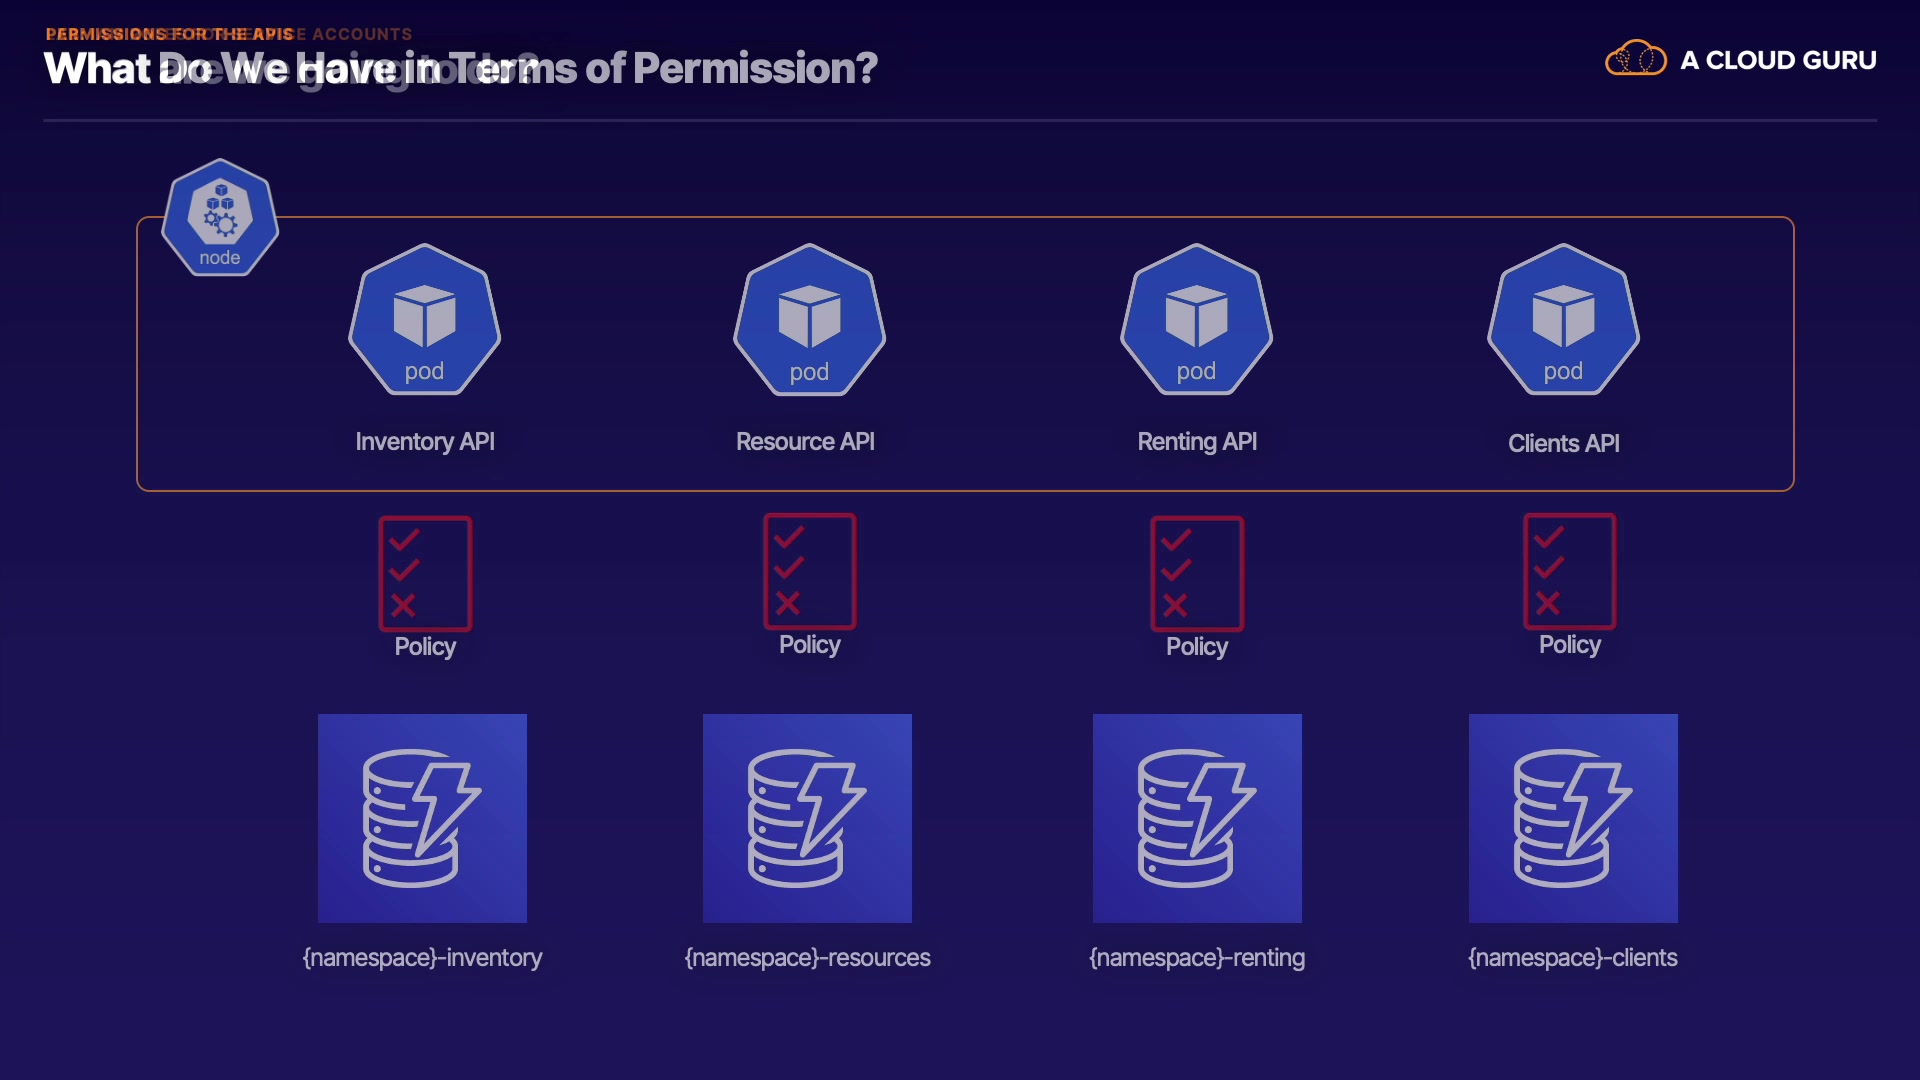 PERMISSIONS FOR THE APIS
ACCOUNTS
What Do We Have in Terms of Permission?
A CLOUD GURU
node
pod
pod
pod
pod
Inventory API
Resource API
Renting API
Clients API
Policy
Policy
Policy
Policy
{namespace}-inventory
{namespace}-resources
{namespace}-renting
{namespace}-clients